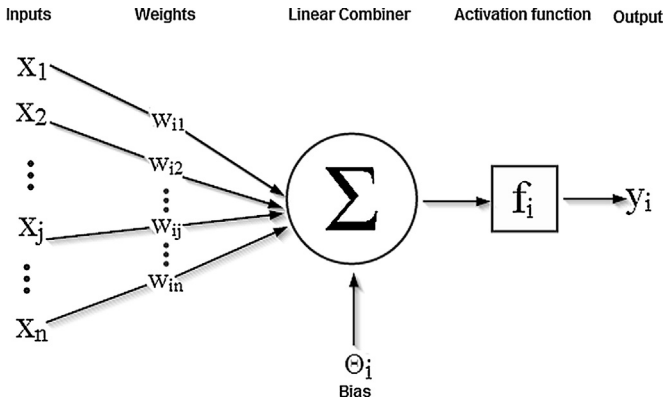 Inputs Weights Linear Combiner Activation function Output
X1
X2
wi1
wi2
Σ
fi
yi
Xj
wij
win
Xn
Θi
Bias